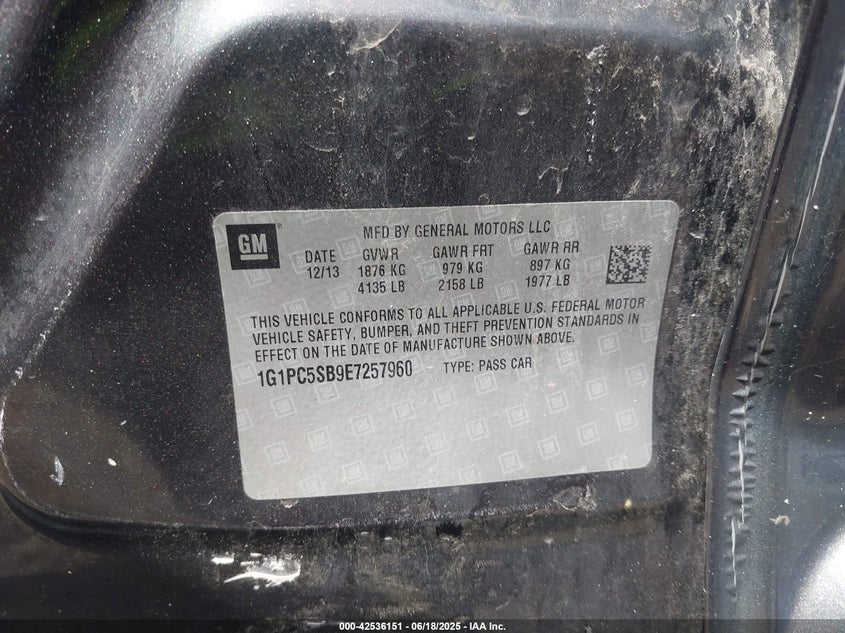 GM
MFD BY GENERAL MOTORS LLC
DATE GVWR GAWR FRT GAWR RR
12/13 1876 KG 979 KG 897 KG
4135 LB 2158 LB 1977 LB
THIS VEHICLE CONFORMS TO ALL APPLICABLE U.S. FEDERAL MOTOR
VEHICLE SAFETY, BUMPER, AND THEFT PREVENTION STANDARDS IN
EFFECT ON THE DATE OF MANUFACTURE SHOWN ABOVE.
1G1PC5SB9E7257960 TYPE: PASS CAR
000-42536151 - 06/18/2025 - IAA Inc.